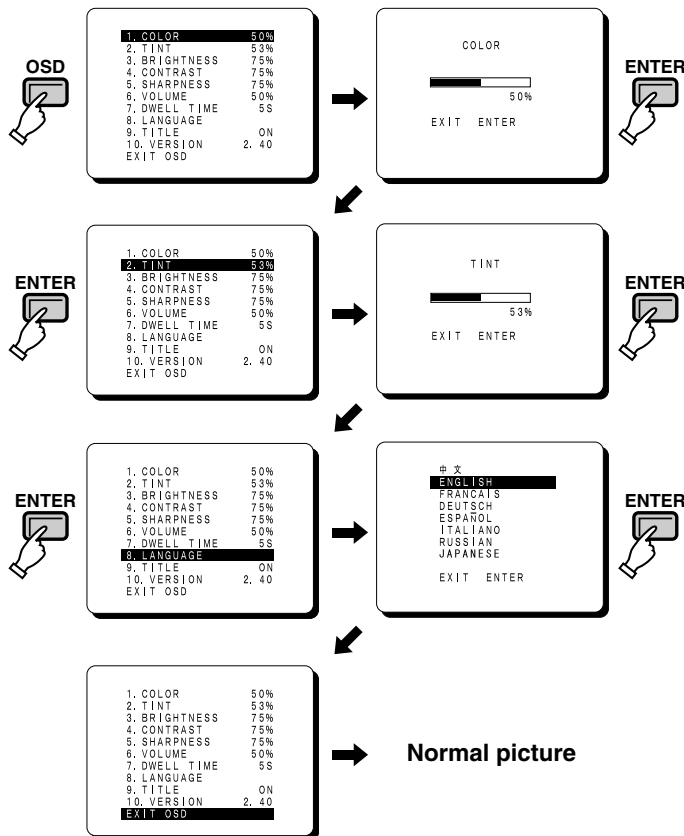 OSD
1. COLOR 50%
2. TINT 53%
3. BRIGHTNESS 75%
4. CONTRAST 75%
5. SHARPNESS 75%
6. VOLUME 50%
7. DWELL TIME 5S
8. LANGUAGE
9. TITLE ON
10. VERSION 2. 40
EXIT OSD
COLOR
50%
EXIT ENTER
ENTER
ENTER
1. COLOR 50%
2. TINT 53%
3. BRIGHTNESS 75%
4. CONTRAST 75%
5. SHARPNESS 75%
6. VOLUME 50%
7. DWELL TIME 5S
8. LANGUAGE
9. TITLE ON
10. VERSION 2. 40
EXIT OSD
TINT
53%
EXIT ENTER
ENTER
ENTER
1. COLOR 50%
2. TINT 53%
3. BRIGHTNESS 75%
4. CONTRAST 75%
5. SHARPNESS 75%
6. VOLUME 50%
7. DWELL TIME 5S
8. LANGUAGE
9. TITLE ON
10. VERSION 2. 40
EXIT OSD
中文
ENGLISH
FRANCAIS
DEUTSCH
ESPAÑOL
ITALIANO
RUSSIAN
JAPANESE
EXIT ENTER
ENTER
1. COLOR 50%
2. TINT 53%
3. BRIGHTNESS 75%
4. CONTRAST 75%
5. SHARPNESS 75%
6. VOLUME 50%
7. DWELL TIME 5S
8. LANGUAGE
9. TITLE ON
10. VERSION 2. 40
EXIT OSD
Normal picture